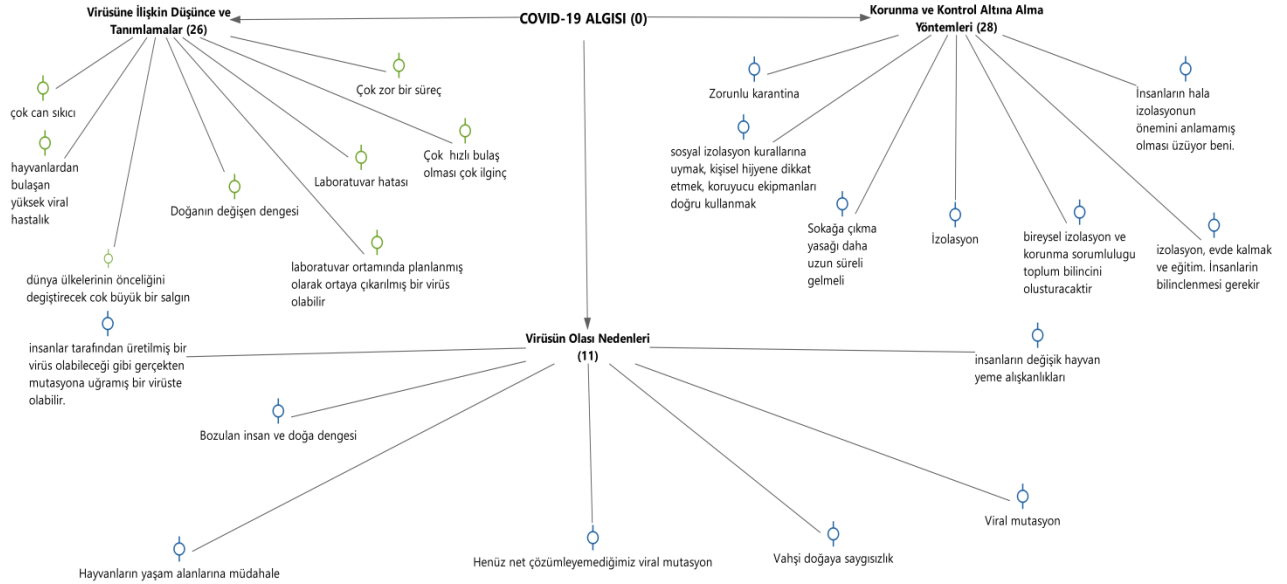 COVID-19 ALGISI (0)
Virüsüne İlişkin Düşünce ve
Tanımlamalar (26)
çok can sıkıcı
hayvanlardan
bulaşan
yüksek viral
hastalık
dünya ülkelerinin önceliğini
değiştirecek cok büyük bir salgın
Doğanın değişen dengesi
laboratuvar ortamında planlanmış
olarak ortaya çıkarılmış bir virüs
olabilir
Laboratuvar hatası
Çok hızlı bulaş
olması çok ilginç
Çok zor bir süreç
Korunma ve Kontrol Altına Alma
Yöntemleri (28)
Zorunlu karantina
sosyal izolasyon kurallarına
uymak, kişisel hijyene dikkat
etmek, koruyucu ekipmanları
doğru kullanmak
Sokağa çıkma
yasağı daha
uzun süreli
gelmeli
İzolasyon
bireysel izolasyon ve
korunma sorumlulugu
toplum bilincini
olusturacaktir
izolasyon, evde kalmak
ve eğitim. İnsanlarin
bilinclenmesi gerekir
İnsanların hala
izolasyonun
önemini anlamamış
olması üzüyor beni.
Virüsün Olası Nedenleri
(11)
insanlar tarafından üretilmiş bir
virüs olabileceği gibi gerçekten
mutasyona uğramış bir virüste
olabilir.
Bozulan insan ve doğa dengesi
Hayvanların yaşam alanlarına müdahale
Henüz net çözümleyemediğimiz viral mutasyon
Vahşi doğaya saygısızlık
Viral mutasyon
insanların değişik hayvan
yeme alışkanlıkları